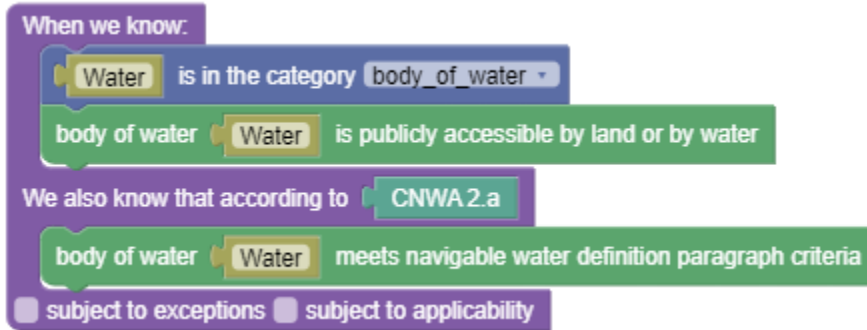 When we know:
Water is in the category body_of_water
body of water Water is publicly accessible by land or by water
We also know that according to CNWA 2.a
body of water Water meets navigable water definition paragraph criteria
subject to exceptions subject to applicability